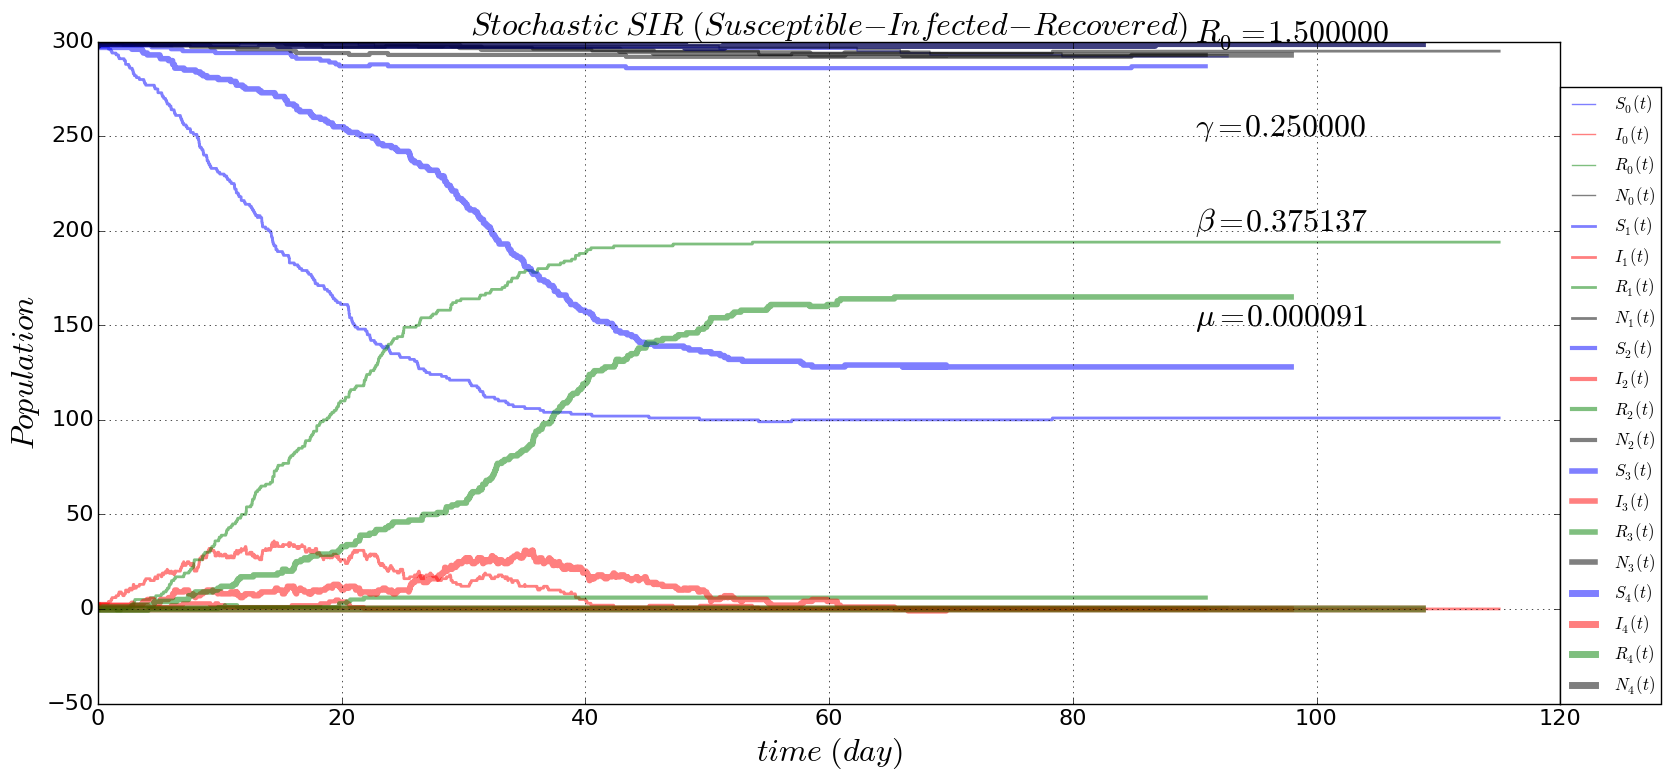 Stochastic SIR (Susceptible−Infected−Recovered)
R_0 =1.500000
γ =0.250000
β =0.375137
μ =0.000091
Population
300
250
200
150
100
50
0
−50
0 20 40 60 80 100 120
time (day)
S_0(t)
I_0(t)
R_0(t)
N_0(t)
S_1(t)
I_1(t)
R_1(t)
N_1(t)
S_2(t)
I_2(t)
R_2(t)
N_2(t)
S_3(t)
I_3(t)
R_3(t)
N_3(t)
S_4(t)
I_4(t)
R_4(t)
N_4(t)